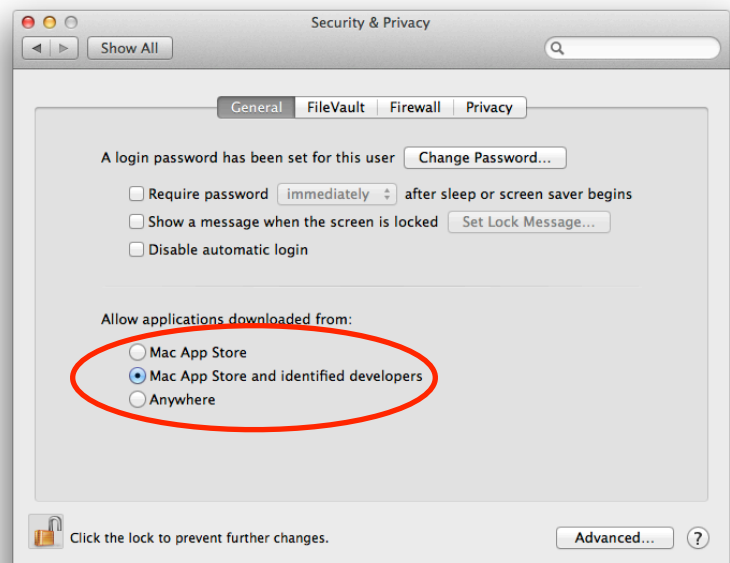 Security & Privacy
Show All
General FileVault Firewall Privacy
A login password has been set for this user Change Password...
Require password immediately after sleep or screen saver begins
Show a message when the screen is locked Set Lock Message...
Disable automatic login
Allow applications downloaded from:
Mac App Store
Mac App Store and identified developers
Anywhere
Click the lock to prevent further changes. Advanced... ?